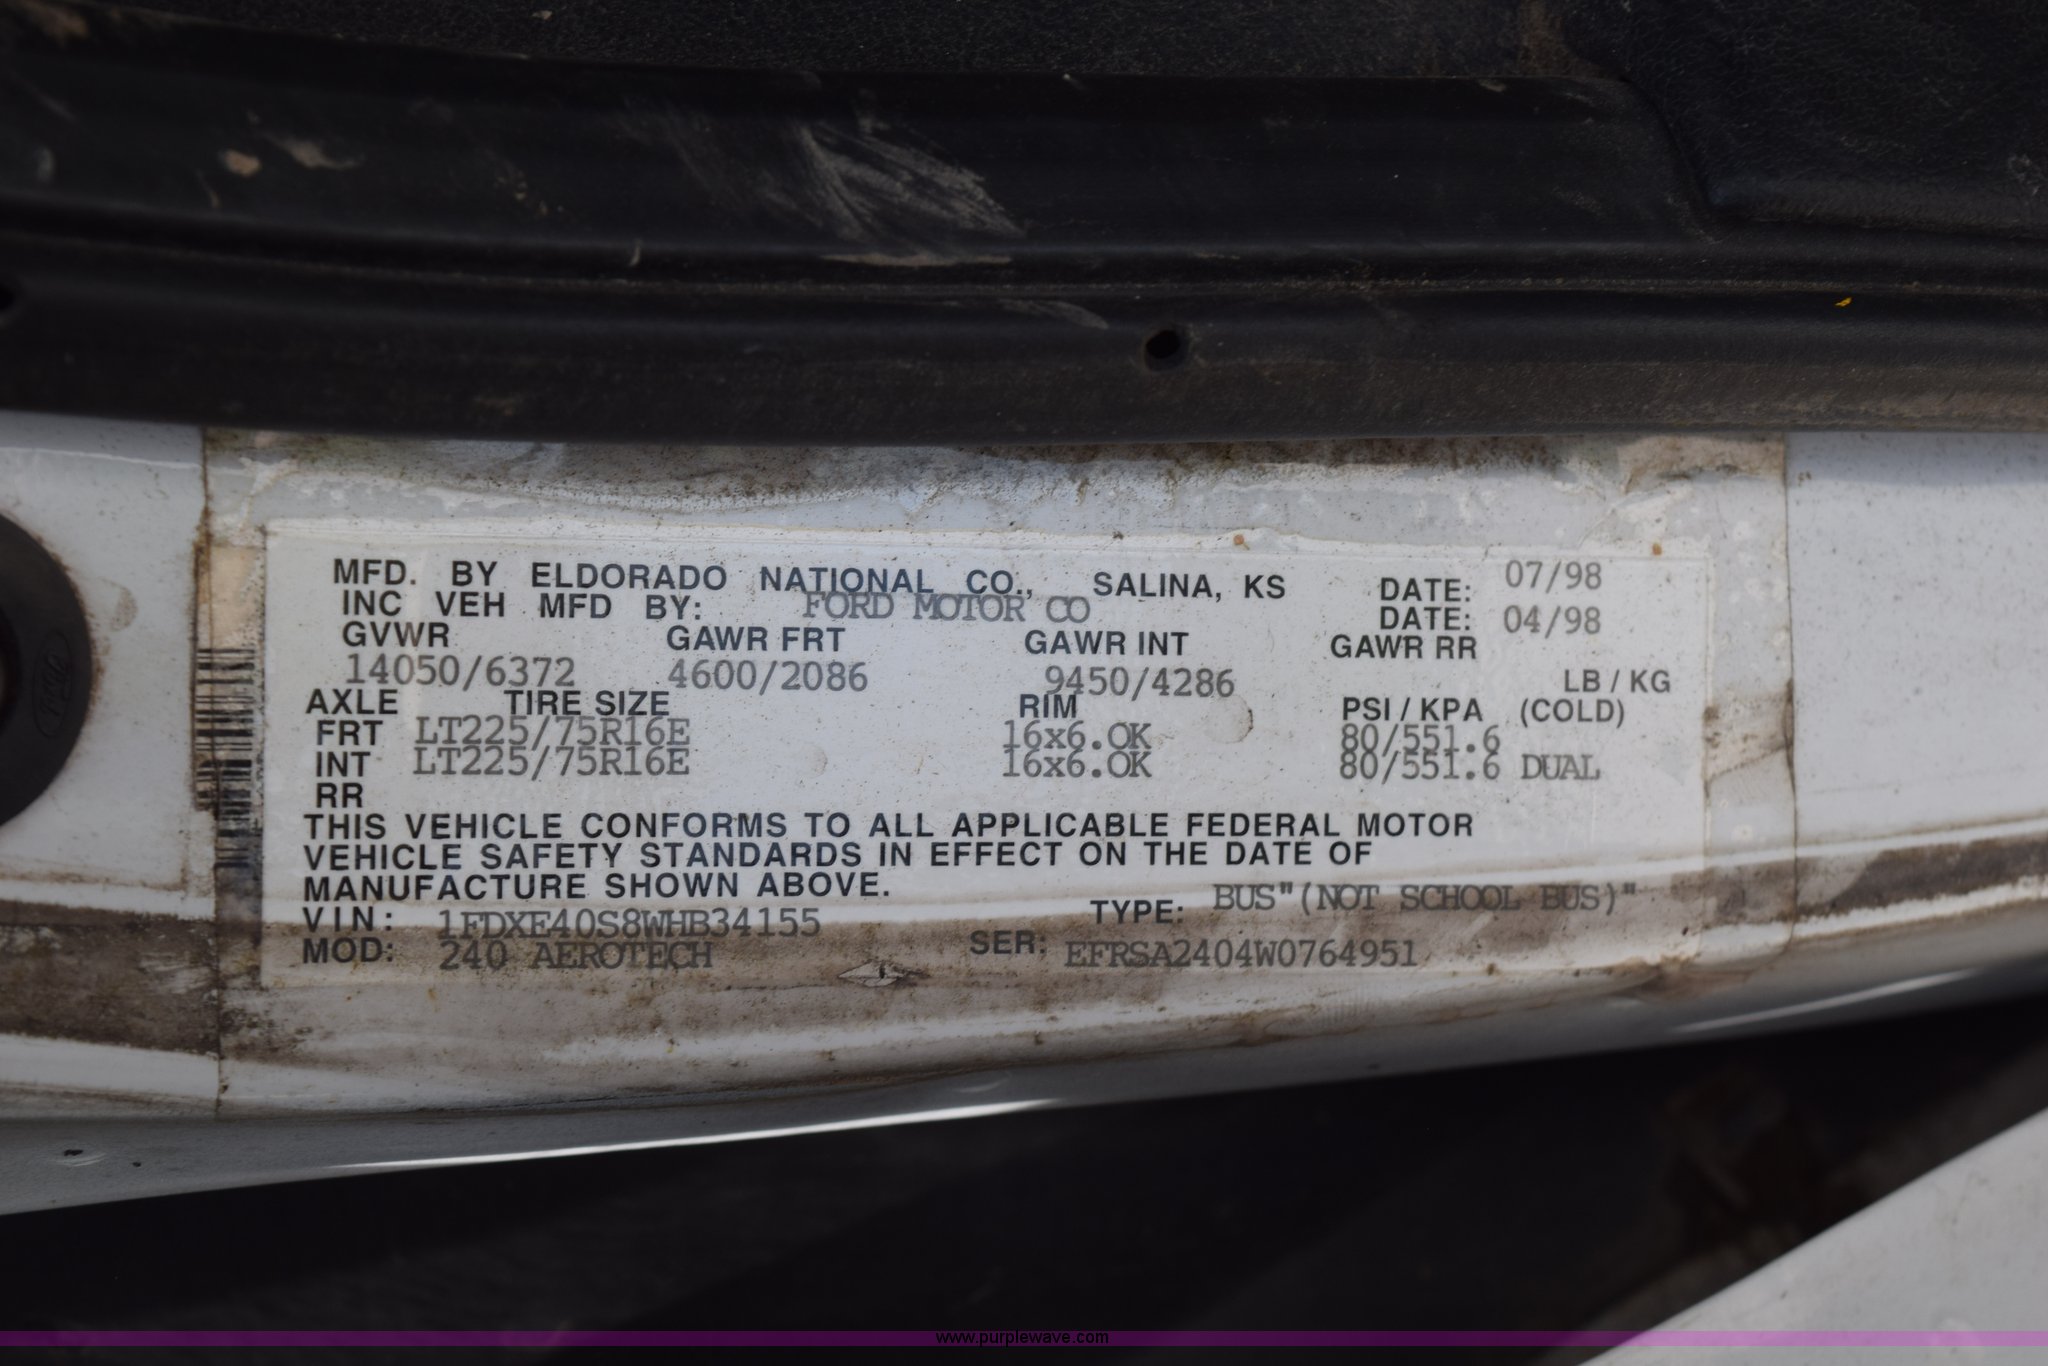 MFD. BY ELDORADO NATIONAL CO., SALINA, KS DATE: 07/98
INC VEH MFD BY: FORD MOTOR CO DATE: 04/98
GVWR GAWR FRT GAWR INT GAWR RR
14050/6372 4600/2086 9450/4286 LB / KG
AXLE TIRE SIZE RIM PSI / KPA (COLD)
FRT LT225/75R16E 16x6.0K 80/551.6
INT LT225/75R16E 16x6.0K 80/551.6 DUAL
RR
THIS VEHICLE CONFORMS TO ALL APPLICABLE FEDERAL MOTOR
VEHICLE SAFETY STANDARDS IN EFFECT ON THE DATE OF
MANUFACTURE SHOWN ABOVE.
VIN: 1FDXE40S8WHB34155 TYPE: BUS"(NOT SCHOOL BUS)"
MOD: 240 AEROTECH SER: EFRSA2404W0764951
Ford
www.purplewave.com